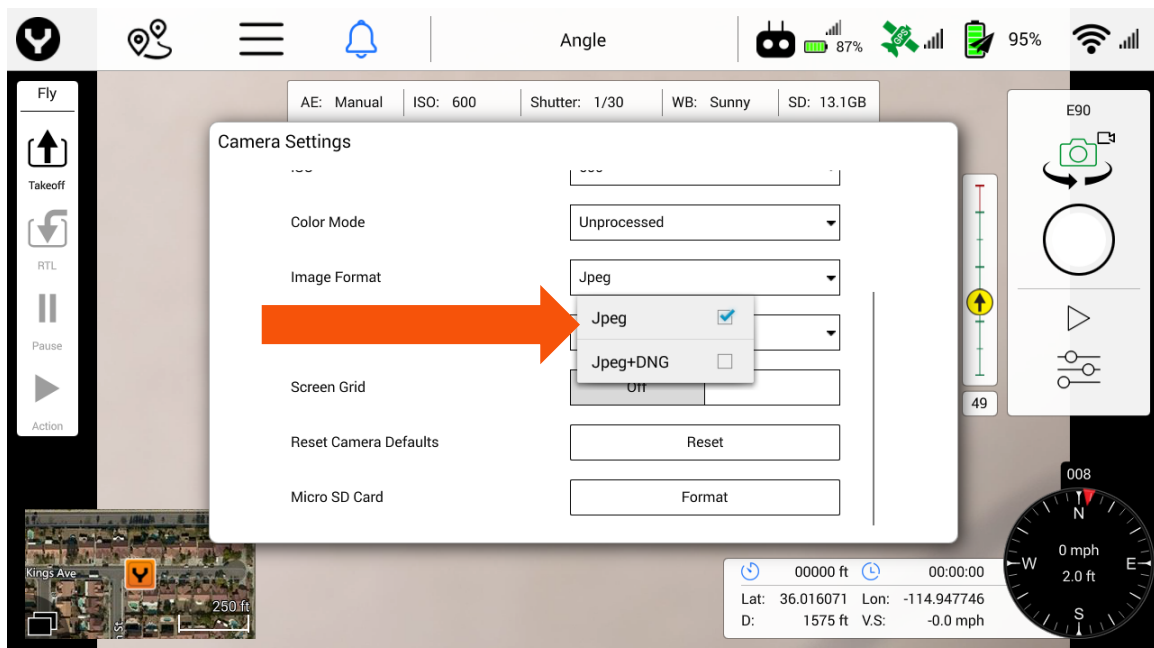 Angle
87%
GPS
95%
Fly
Takeoff
RTL
Pause
Action
AE: Manual ISO: 600 Shutter: 1/30 WB: Sunny SD: 13.1GB
Camera Settings
Color Mode Unprocessed
Image Format Jpeg
Jpeg
Jpeg+DNG
Screen Grid Off
Reset Camera Defaults Reset
Micro SD Card Format
E90
49
008
N
W E
S
0 mph
2.0 ft
Kings Ave
St
250 ft
00000 ft 00:00:00
Lat: 36.016071 Lon: -114.947746
D: 1575 ft V.S: -0.0 mph